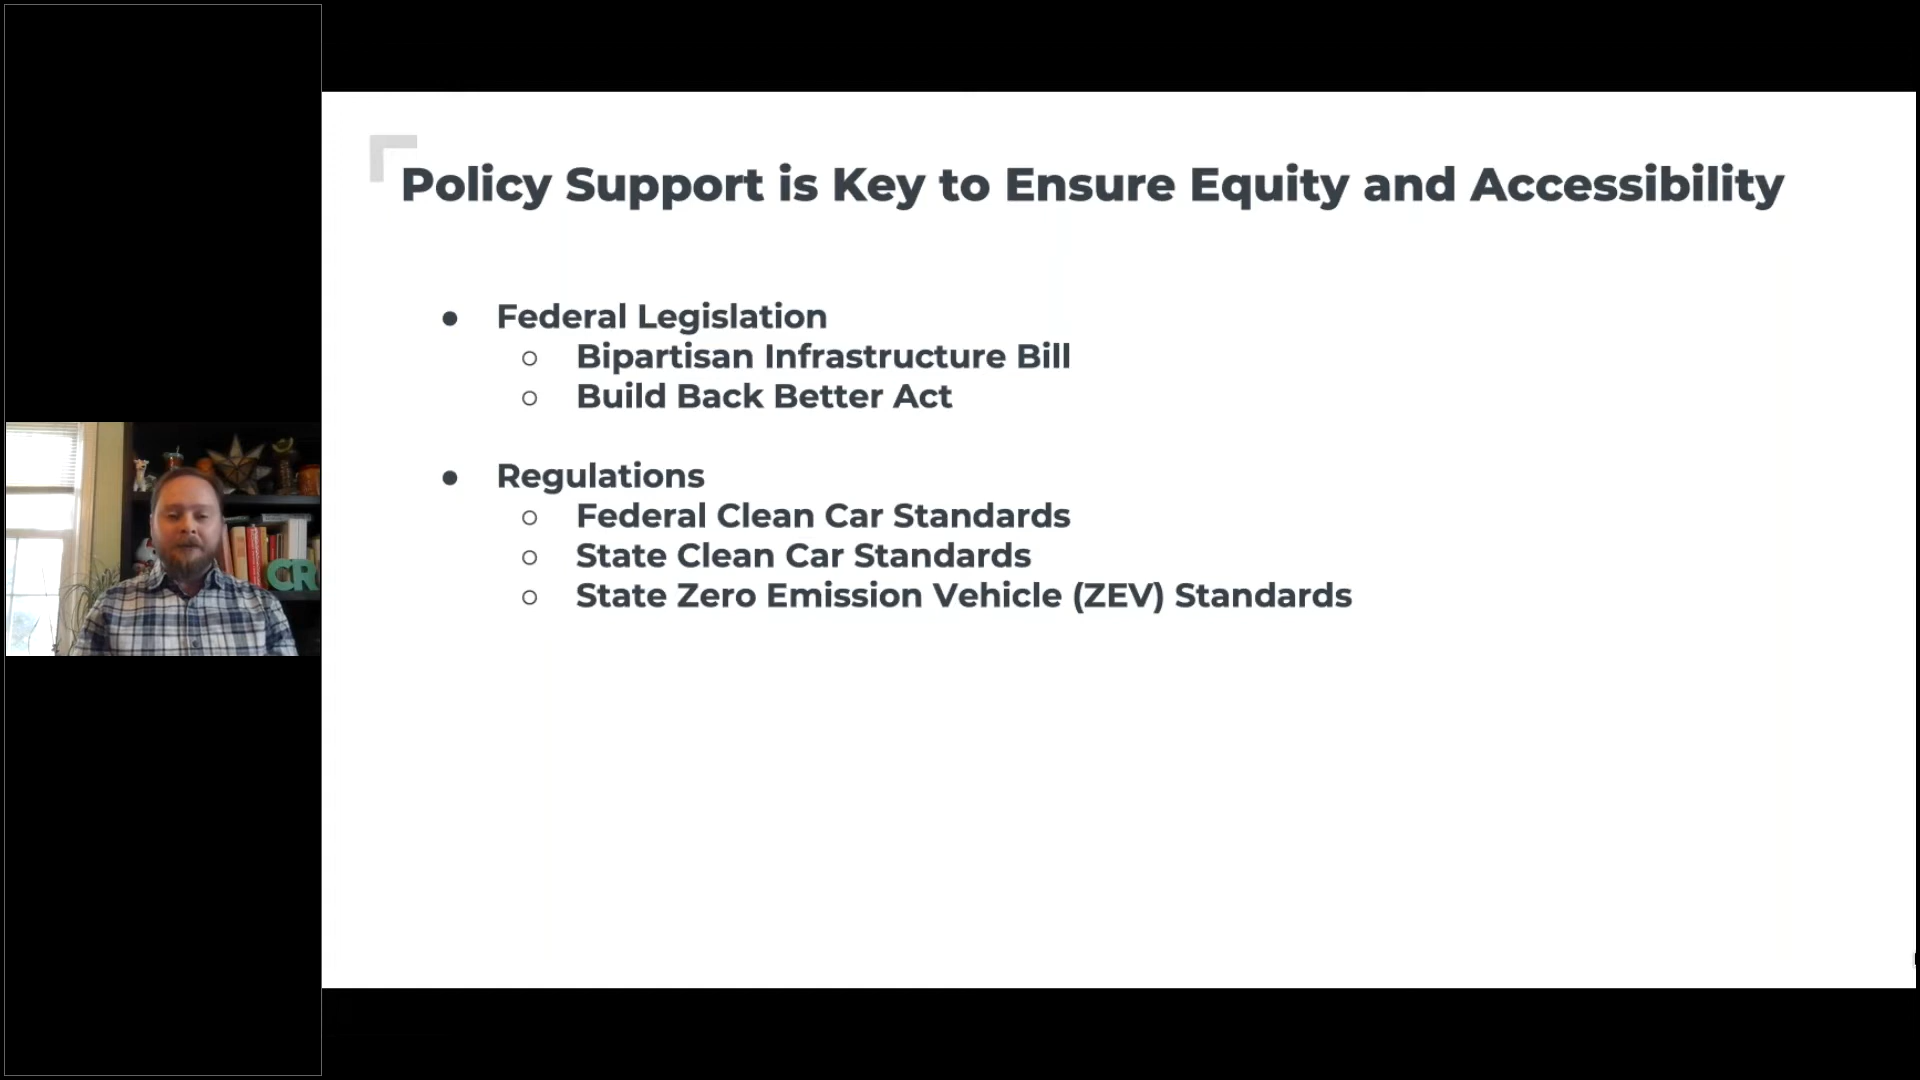 Policy Support is Key to Ensure Equity and Accessibility
● Federal Legislation
○ Bipartisan Infrastructure Bill
○ Build Back Better Act
● Regulations
○ Federal Clean Car Standards
○ State Clean Car Standards
○ State Zero Emission Vehicle (ZEV) Standards
CR